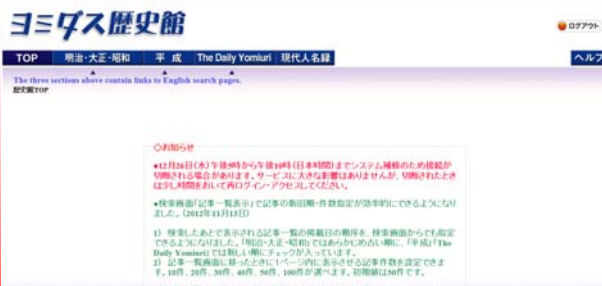 ヨミダス歴史館
ログアウト
TOP 明治・大正・昭和 平 成 The Daily Yomiuri 現代人名録 ヘルプ
The three sections above contain links to English search pages.
歴史館TOP
◇お知らせ
●12月26日(水)午後9時から午後10時(日本時間)までシステム補修のため接続が
切断される場合があります。サービスに大きな影響はありませんが、切断されたとき
は少し時間をおいて再ログイン・アクセスしてください。
●検索画面「記事一覧表示」で記事の新旧順・件数指定が効率的にできるようになり
ました。(2012年11月13日)
1) 検索したあとで表示される記事一覧の掲載日の順序を、検索画面からでも指定
できるようになりました。「明治・大正・昭和」ではあらかじめ古い順に、「平成」「The
Daily Yomiuri」では新しい順にチェックが入っています。
2) 記事一覧画面に移ったときに1ページ内に表示させる記事件数を設定できま
す。10件、20件、30件、40件、50件、100件が選べます。初期値は50件です。